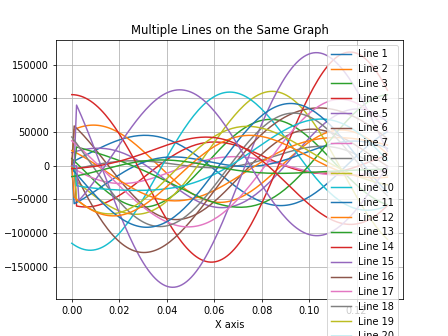 Multiple Lines on the Same Graph
150000
100000
50000
0
−50000
−100000
−150000
0.00
0.02
0.04
0.06
0.08
0.10
X axis
Line 1
Line 2
Line 3
Line 4
Line 5
Line 6
Line 7
Line 8
Line 9
Line 10
Line 11
Line 12
Line 13
Line 14
Line 15
Line 16
Line 17
Line 18
Line 19
Line 20